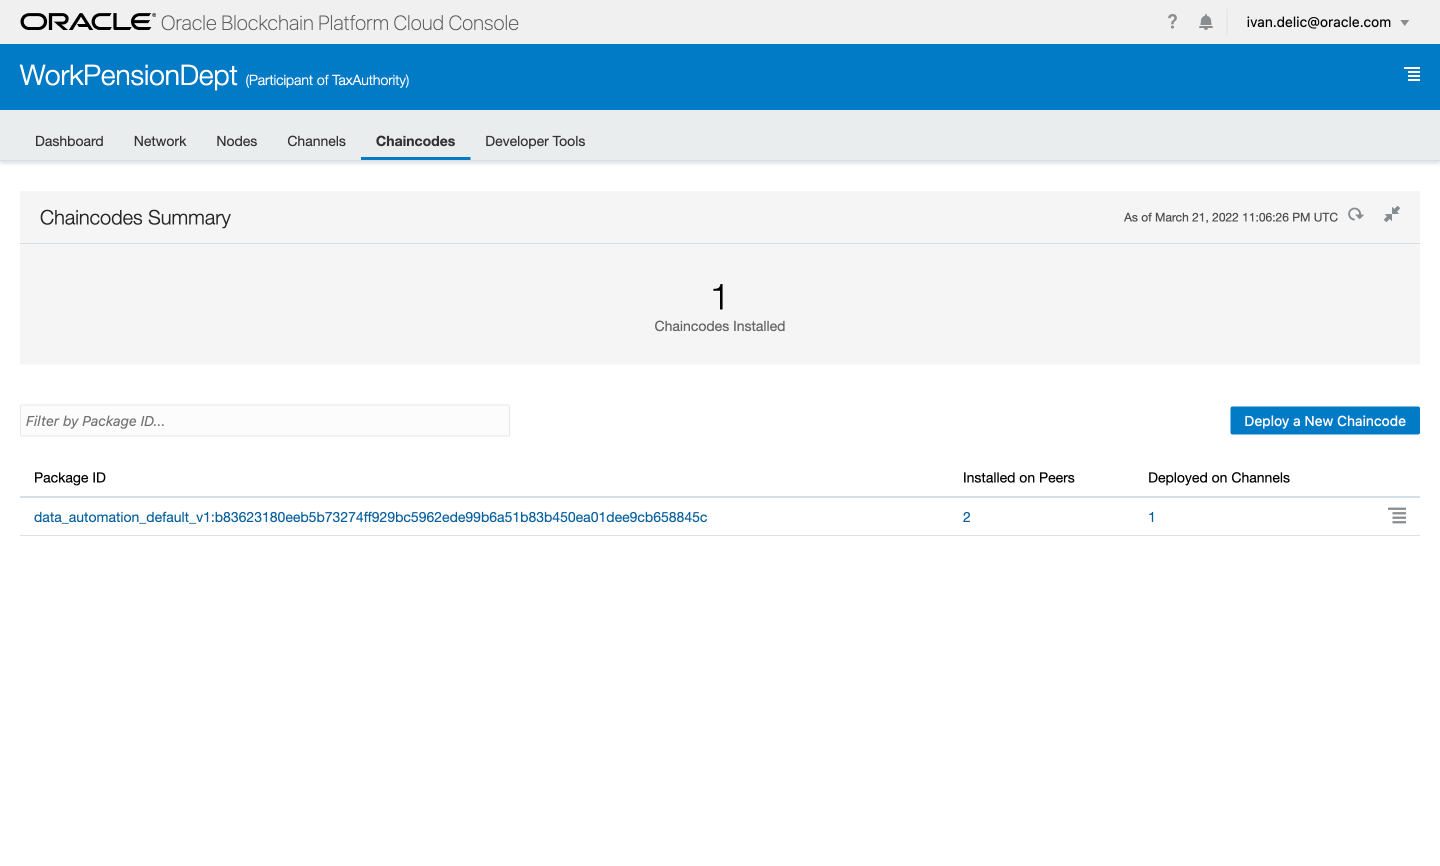 ORACLE® Oracle Blockchain Platform Cloud Console
? ivan.delic@oracle.com
WorkPensionDept (Participant of TaxAuthority)
Dashboard Network Nodes Channels Chaincodes Developer Tools
Chaincodes Summary As of March 21, 2022 11:06:26 PM UTC
1
Chaincodes Installed
Filter by Package ID... Deploy a New Chaincode
Package ID Installed on Peers Deployed on Channels
data_automation_default_v1:b83623180eeb5b73274ff929bc5962ede99b6a51b83b450ea01dee9cb658845c 2 1